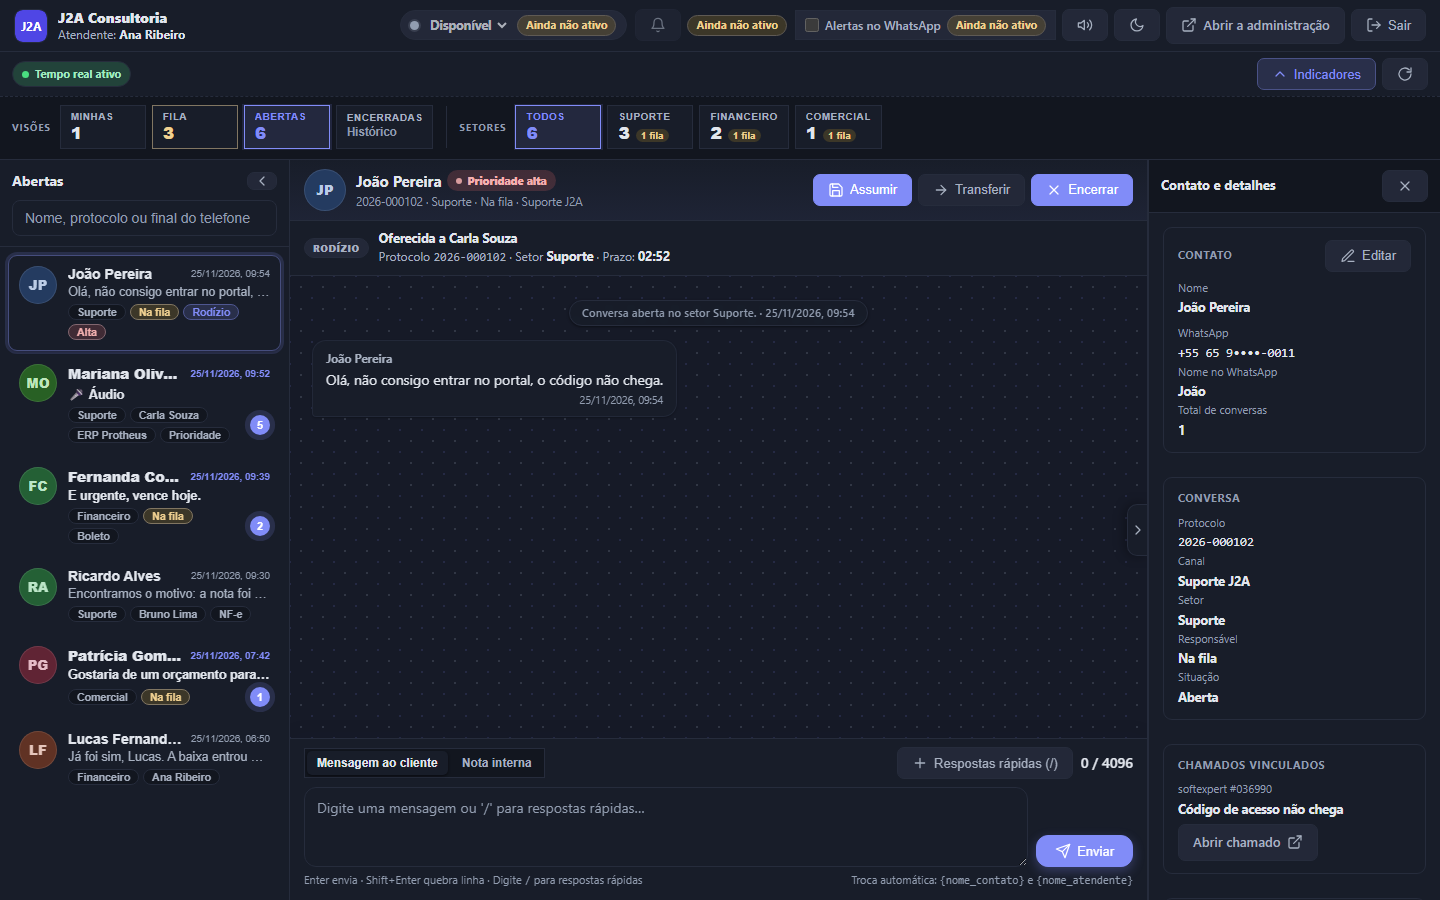 J2A
J2A Consultoria
Atendente: Ana Ribeiro
Disponível
Ainda não ativo
Ainda não ativo
Alertas no WhatsApp
Ainda não ativo
Abrir a administração
Sair
Tempo real ativo
Indicadores
VISÕES
MINHAS
1
FILA
3
ABERTAS
6
ENCERRADAS
Histórico
SETORES
TODOS
6
SUPORTE
3 1 fila
FINANCEIRO
2 1 fila
COMERCIAL
1 1 fila
Abertas
Nome, protocolo ou final do telefone
JP
João Pereira
25/11/2026, 09:54
Olá, não consigo entrar no portal, ...
Suporte Na fila Rodízio
Alta
MO
Mariana Oliv...
25/11/2026, 09:52
Áudio
Suporte Carla Souza
ERP Protheus Prioridade
5
FC
Fernanda Co...
25/11/2026, 09:39
E urgente, vence hoje.
Financeiro Na fila
Boleto
2
RA
Ricardo Alves
25/11/2026, 09:30
Encontramos o motivo: a nota foi ...
Suporte Bruno Lima NF-e
PG
Patrícia Gom...
25/11/2026, 07:42
Gostaria de um orçamento para...
Comercial Na fila
1
LF
Lucas Fernand...
25/11/2026, 06:50
Já foi sim, Lucas. A baixa entrou ...
Financeiro Ana Ribeiro
JP
João Pereira
Prioridade alta
2026-000102 · Suporte · Na fila · Suporte J2A
Assumir
Transferir
Encerrar
RODÍZIO
Oferecida a Carla Souza
Protocolo 2026-000102 · Setor Suporte · Prazo: 02:52
Conversa aberta no setor Suporte. · 25/11/2026, 09:54
João Pereira
Olá, não consigo entrar no portal, o código não chega.
25/11/2026, 09:54
Mensagem ao cliente
Nota interna
Respostas rápidas (/)
0 / 4096
Digite uma mensagem ou '/' para respostas rápidas...
Enviar
Enter envia · Shift+Enter quebra linha · Digite / para respostas rápidas
Troca automática: {nome_contato} e {nome_atendente}
Contato e detalhes
CONTATO
Editar
Nome
João Pereira
WhatsApp
+55 65 9••••-0011
Nome no WhatsApp
João
Total de conversas
1
CONVERSA
Protocolo
2026-000102
Canal
Suporte J2A
Setor
Suporte
Responsável
Na fila
Situação
Aberta
CHAMADOS VINCULADOS
softexpert #036990
Código de acesso não chega
Abrir chamado